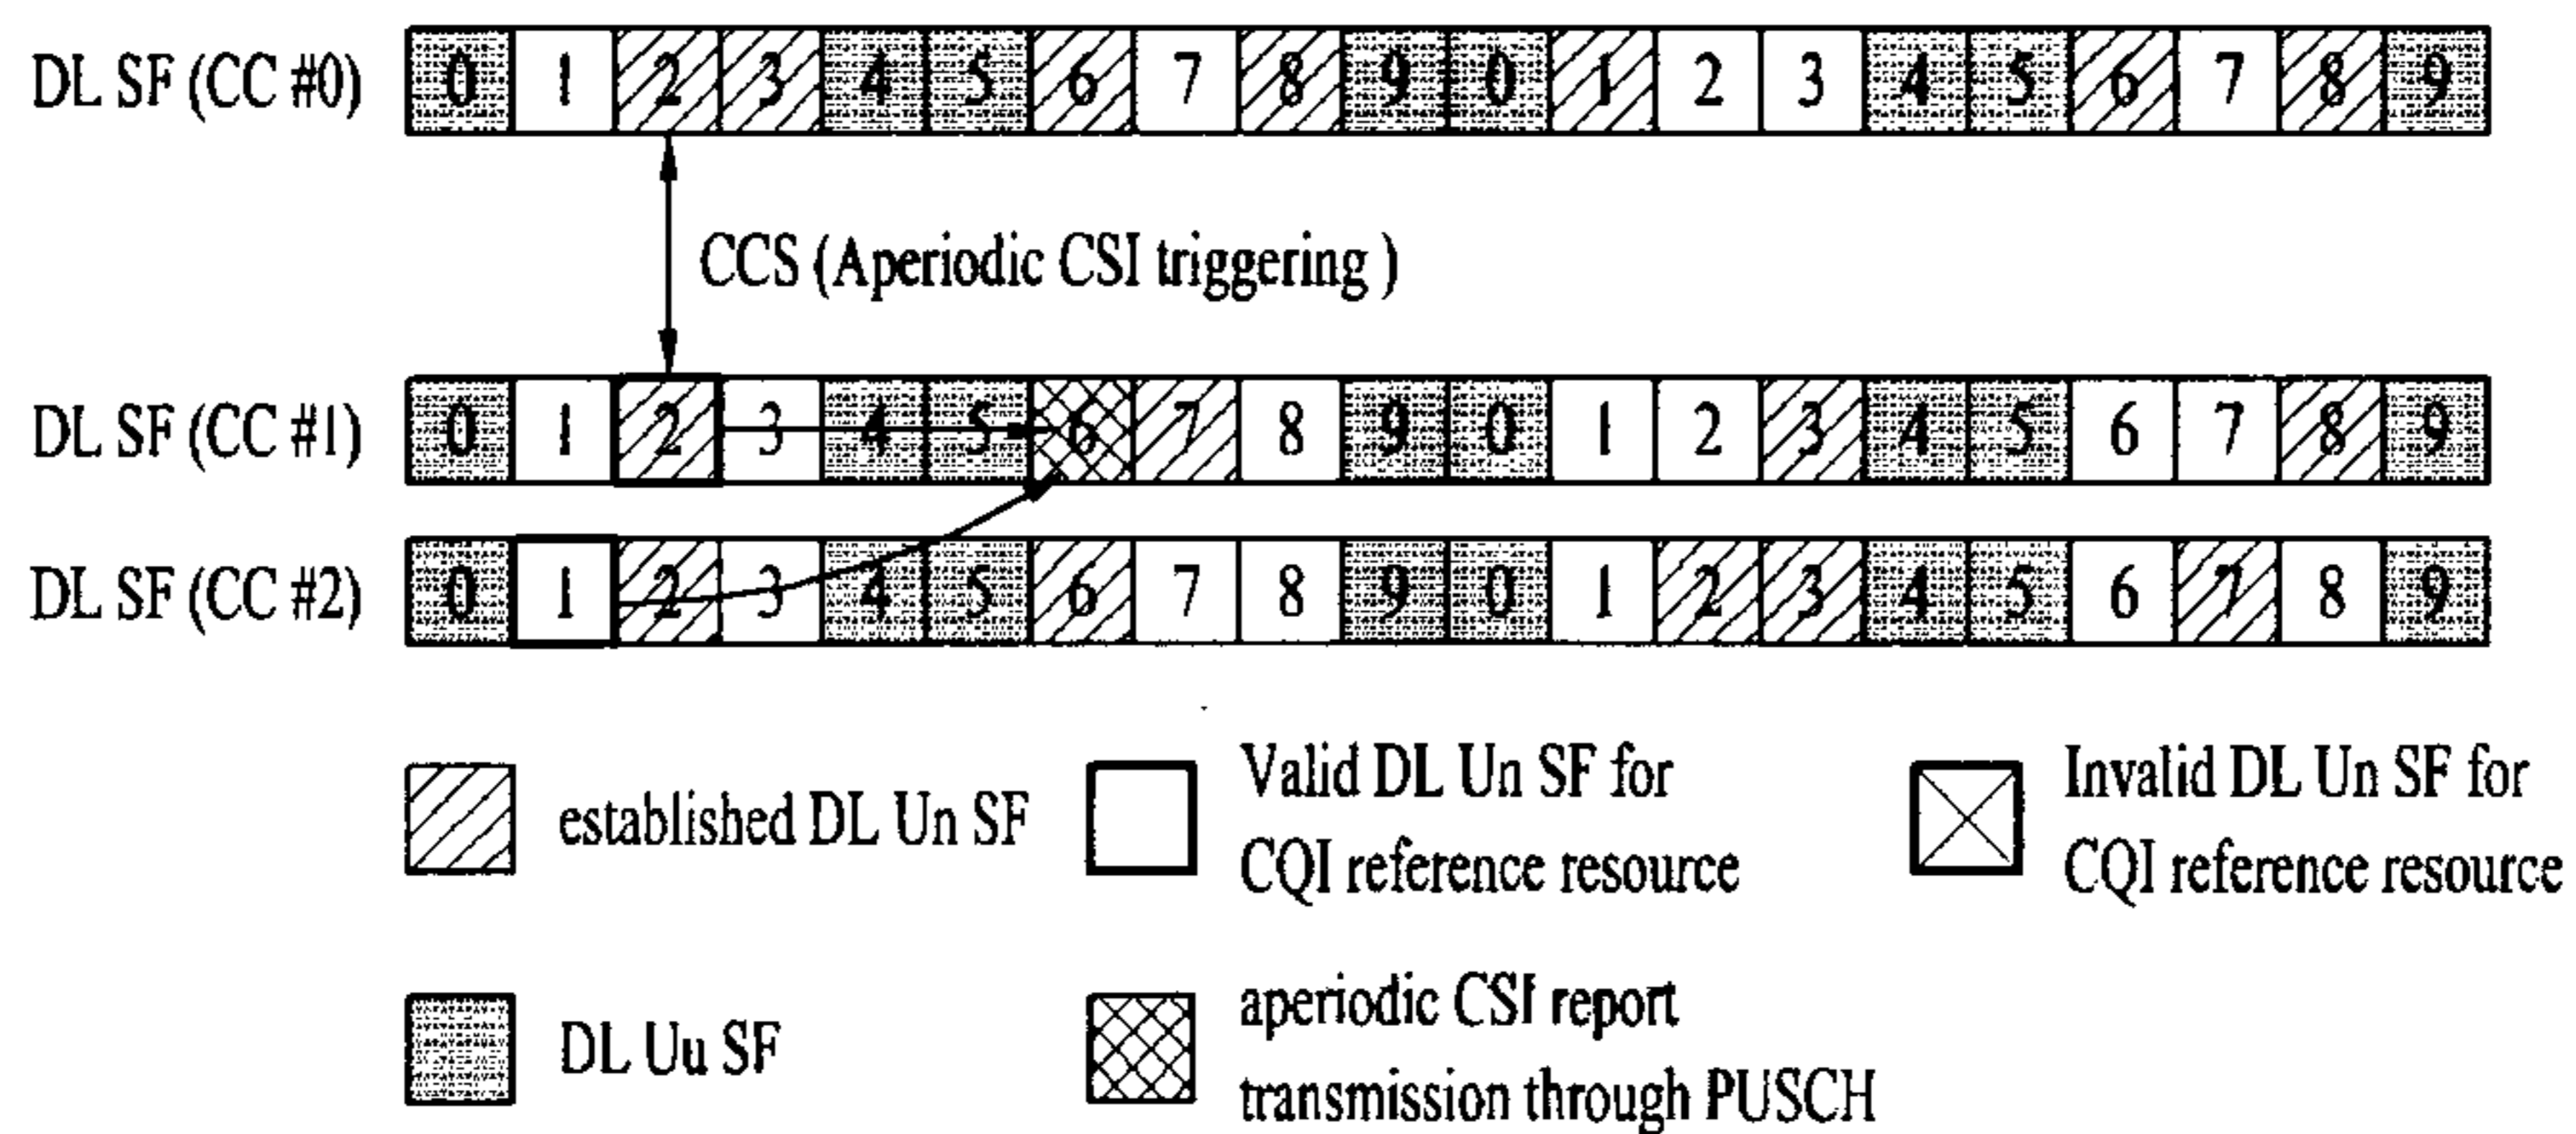 DL SF (CC #0) 0 1 2 3 4 5 6 7 8 9 0 1 2 3 4 5 6 7 8 9
CCS (Aperiodic CSI triggering )
DL SF (CC #1) 0 1 2 3 4 5 6 7 8 9 0 1 2 3 4 5 6 7 8 9
DL SF (CC #2) 0 1 2 3 4 5 6 7 8 9 0 1 2 3 4 5 6 7 8 9
established DL Un SF
Valid DL Un SF for
CQI reference resource
Invalid DL Un SF for
CQI reference resource
DL Uu SF
aperiodic CSI report
transmission through PUSCH